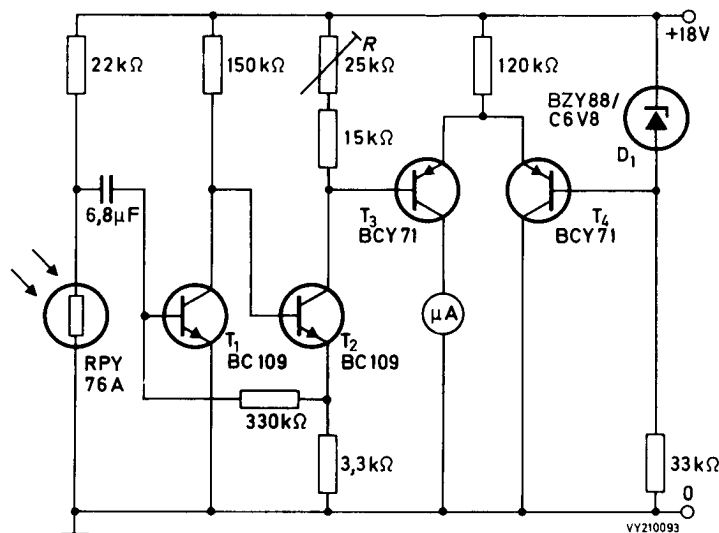 +18V
22kΩ
150kΩ
R
25kΩ
15kΩ
120kΩ
BZY88/
C6V8
D1
6,8μF
T3
BCY71
T4
BCY71
RPY
76A
T1
BC109
T2
BC109
μA
330kΩ
3,3kΩ
33kΩ
0
VY210093